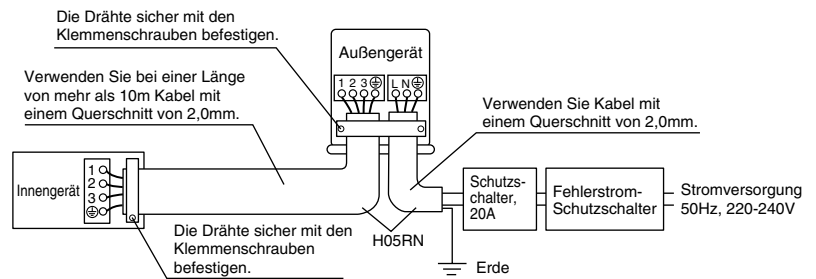 Die Drähte sicher mit den
Klemmenschrauben befestigen.
Außengerät
1 2 3
L N
Verwenden Sie bei einer Länge
von mehr als 10m Kabel mit
einem Querschnitt von 2,0mm.
Verwenden Sie Kabel mit
einem Querschnitt von 2,0mm.
Innengerät
1
2
3
Schutzs-
chalter,
20A
Fehlerstrom-
Schutzschalter
Stromversorgung
50Hz, 220-240V
Die Drähte sicher mit den
Klemmenschrauben
befestigen.
H05RN
Erde